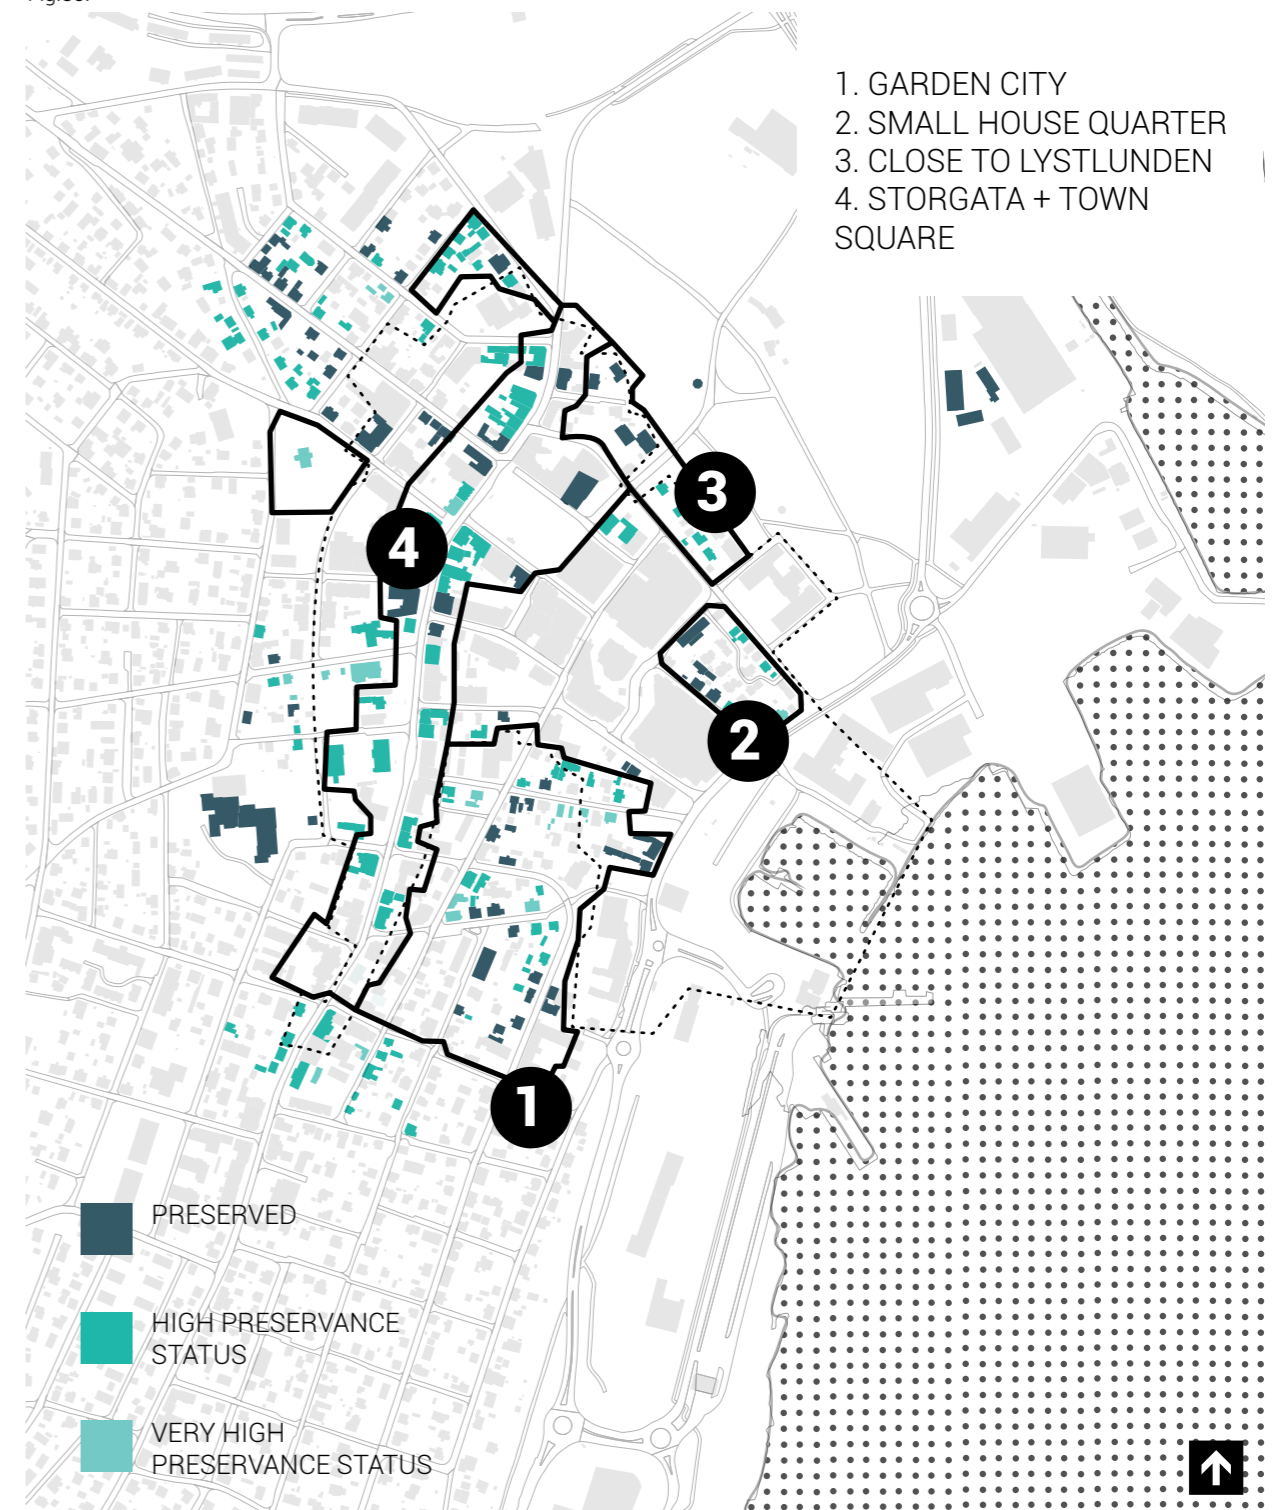 1. GARDEN CITY
2. SMALL HOUSE QUARTER
3. CLOSE TO LYSTLUNDEN
4. STORGATA + TOWN
SQUARE
3
4
2
1
PRESERVED
HIGH PRESERVANCE
STATUS
VERY HIGH
PRESERVANCE STATUS